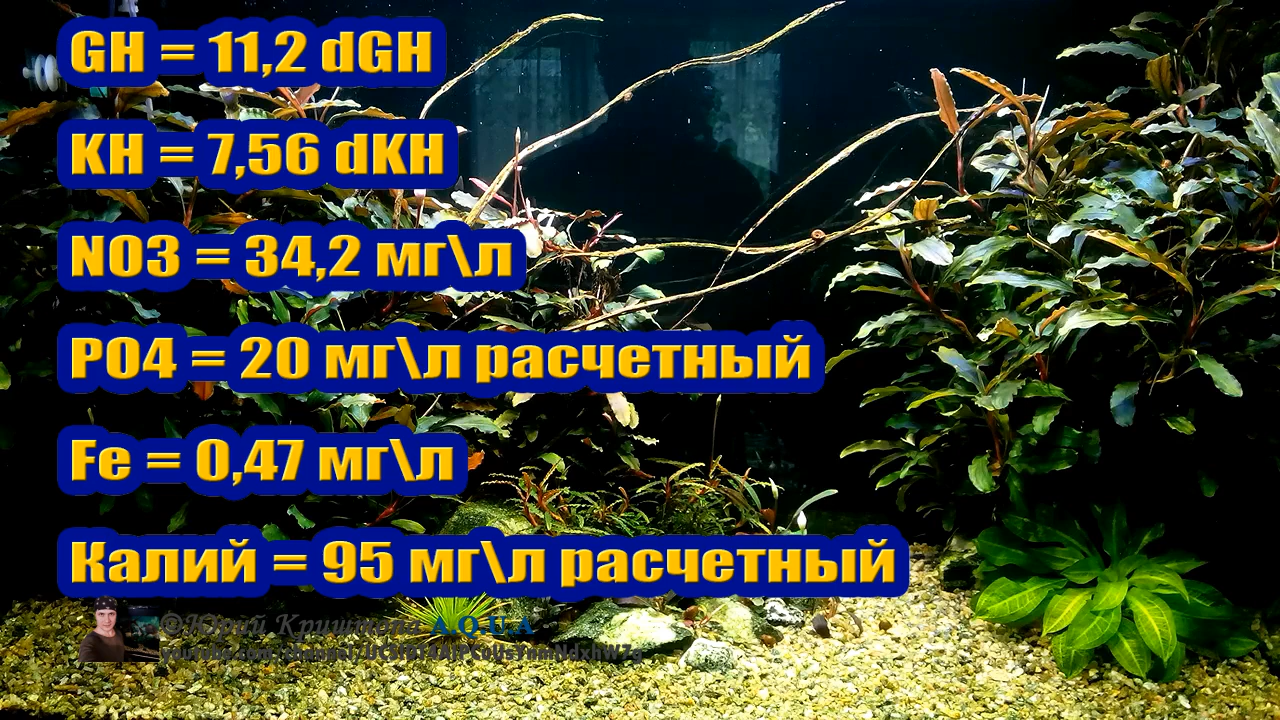 GH = 11,2 dGH
KH = 7,56 dKH
NO3 = 34,2 мг\л
PO4 = 20 мг\л расчетный
Fe = 0,47 мг\л
Калий = 95 мг\л расчетный
©Юрий Криштопа A.Q.U.A